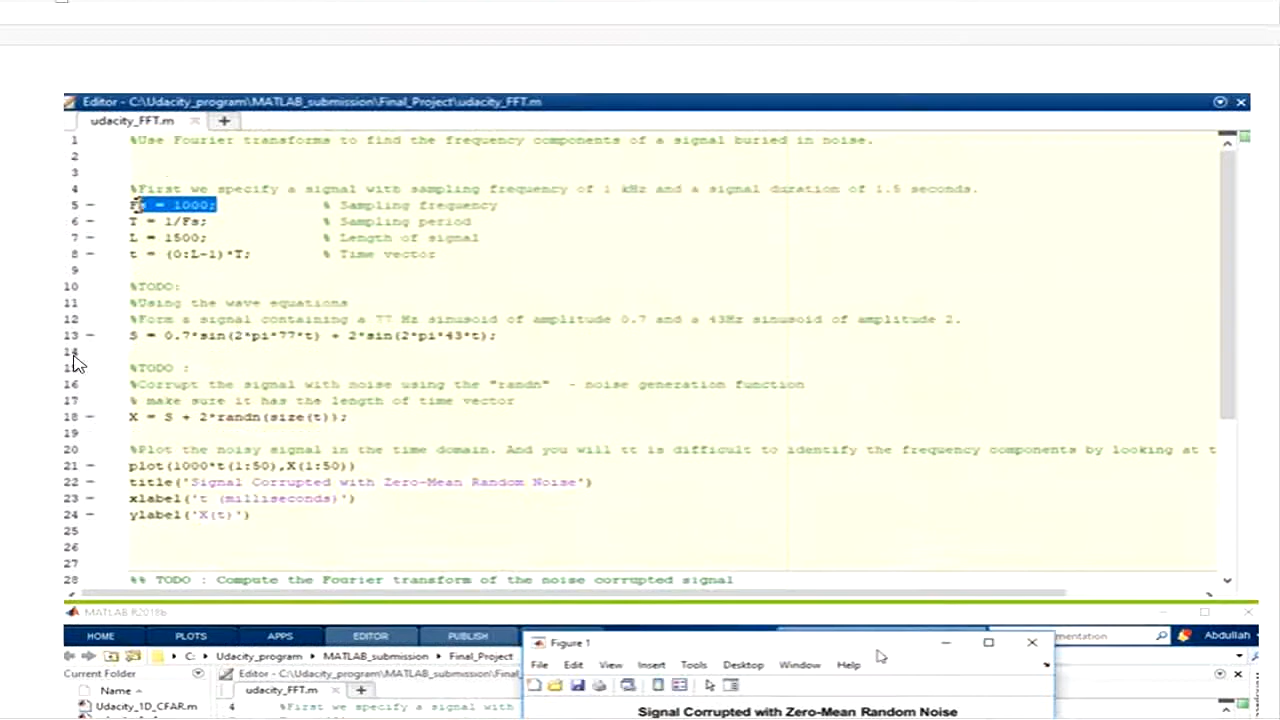 Editor - C:\Udacity_program\MATLAB_submission\Final_Project\udacity_FFT.m
udacity_FFT.m × +
1 %Use Fourier transforms to find the frequency components of a signal buried in noise.
2
3
4 %First we specify a signal with sampling frequency of 1 kHz and a signal duration of 1.5 seconds.
5 - Fs = 1000; % Sampling frequency
6 - T = 1/Fs; % Sampling period
7 - L = 1500; % Length of signal
8 - t = (0:L-1)*T; % Time vector
9
10 %TODO:
11 %Using the wave equations
12 %Form a signal containing a 77 Hz sinusoid of amplitude 0.7 and a 43Hz sinusoid of amplitude 2.
13 - S = 0.7*sin(2*pi*77*t) + 2*sin(2*pi*43*t);
14
15 %TODO :
16 %Corrupt the signal with noise using the "randn" - noise generation function
17 % make sure it has the length of time vector
18 - X = S + 2*randn(size(t));
19
20 %Plot the noisy signal in the time domain. And you will tt is difficult to identify the frequency components by looking at t
21 - plot(1000*t(1:50),X(1:50))
22 - title('Signal Corrupted with Zero-Mean Random Noise')
23 - xlabel('t (milliseconds)')
24 - ylabel('X(t)')
25
26
27
28 %% TODO : Compute the Fourier transform of the noise corrupted signal
MATLAB R2018b
HOME PLOTS APPS EDITOR PUBLISH
Figure 1
mentation
Abdullah
C: Udacity_program MATLAB_submission Final_Project
File Edit View Insert Tools Desktop Window Help
Current Folder
Editor - C:\Udacity_program\MATLAB_submission\Final
Name
udacity_FFT.m × +
Udacity_1D_CFAR.m
4 %First we specify a signal with
Signal Corrupted with Zero-Mean Random Noise